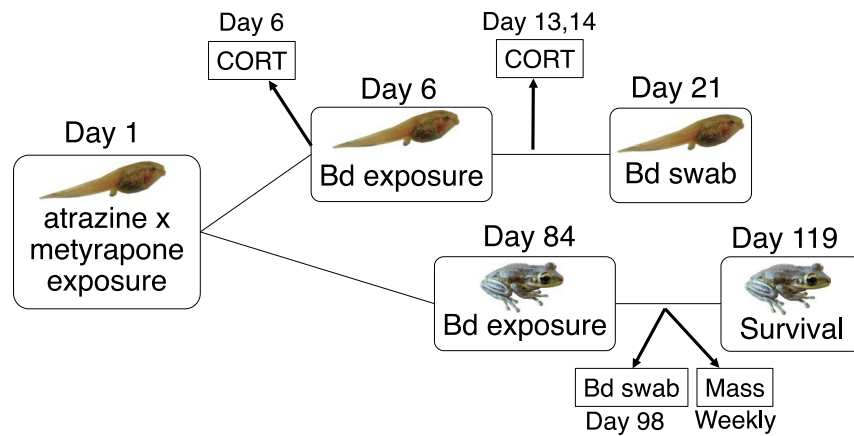 Day 6
CORT
Day 13,14
CORT
Day 1
atrazine x
metyrapone
exposure
Day 6
Bd exposure
Day 21
Bd swab
Day 84
Bd exposure
Day 119
Survival
Bd swab
Day 98
Mass
Weekly